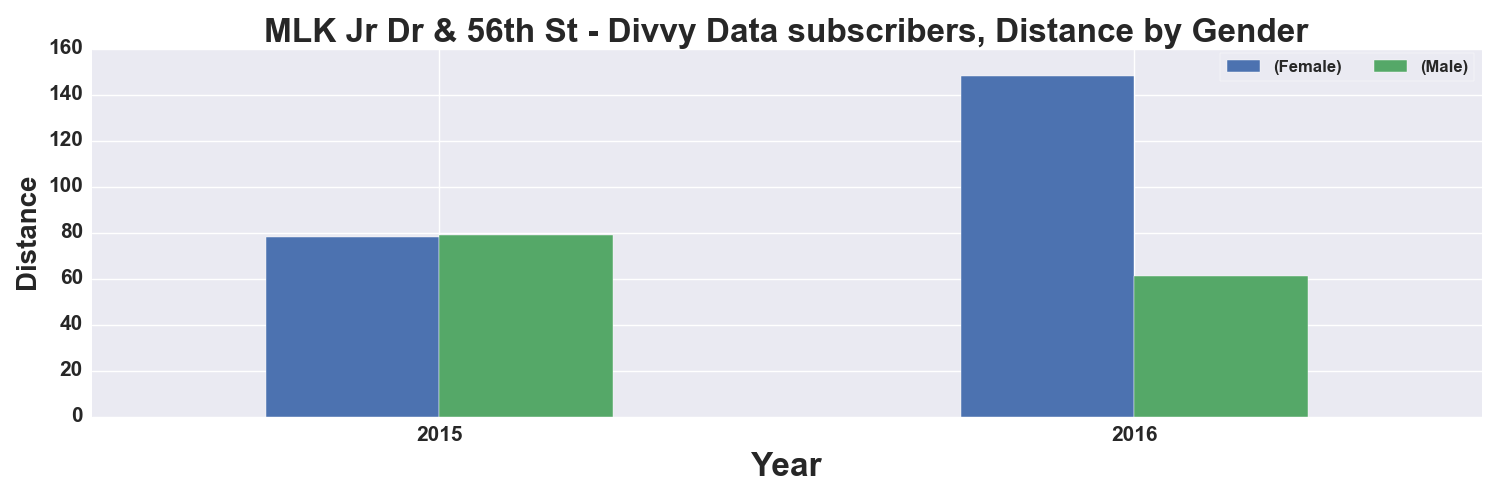 MLK Jr Dr & 56th St - Divvy Data subscribers, Distance by Gender
(Female) (Male)
Distance
160
140
120
100
80
60
40
20
0
2015 2016
Year